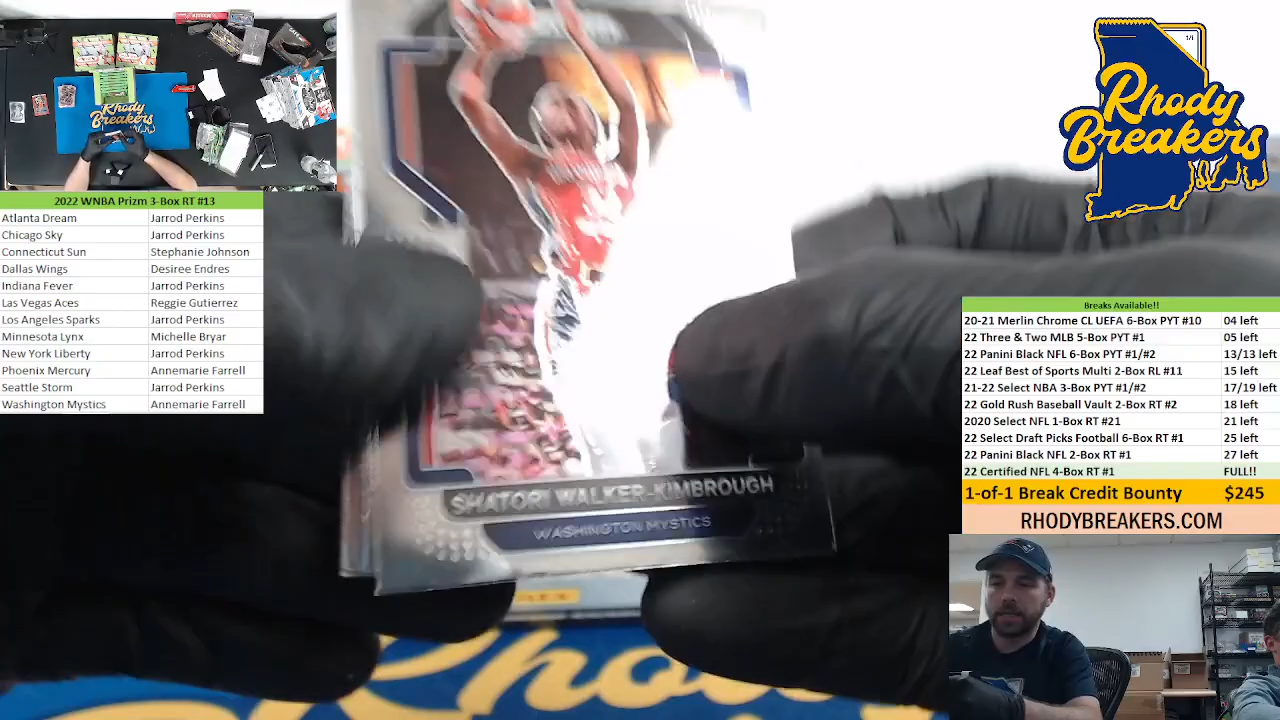 Rhody
Breakers
2022 WNBA Prizm 3-Box RT #13
Atlanta Dream Jarrod Perkins
Chicago Sky Jarrod Perkins
Connecticut Sun Stephanie Johnson
Dallas Wings Desiree Endres
Indiana Fever Jarrod Perkins
Las Vegas Aces Reggie Gutierrez
Los Angeles Sparks Jarrod Perkins
Minnesota Lynx Michelle Bryar
New York Liberty Jarrod Perkins
Phoenix Mercury Annemarie Farrell
Seattle Storm Jarrod Perkins
Washington Mystics Annemarie Farrell
SHATORI WALKER-KIMBROUGH
WASHINGTON MYSTICS
1/1
Rhody
Breakers
Breaks Available!!
20-21 Merlin Chrome CL UEFA 6-Box PYT #10 04 left
22 Three & Two MLB 5-Box PYT #1 05 left
22 Panini Black NFL 6-Box PYT #1/#2 13/13 left
22 Leaf Best of Sports Multi 2-Box RL #11 15 left
21-22 Select NBA 3-Box PYT #1/#2 17/19 left
22 Gold Rush Baseball Vault 2-Box RT #2 18 left
2020 Select NFL 1-Box RT #21 21 left
22 Select Draft Picks Football 6-Box RT #1 25 left
22 Panini Black NFL 2-Box RT #1 27 left
22 Certified NFL 4-Box RT #1 FULL!!
1-of-1 Break Credit Bounty $245
RHODYBREAKERS.COM
Rhody